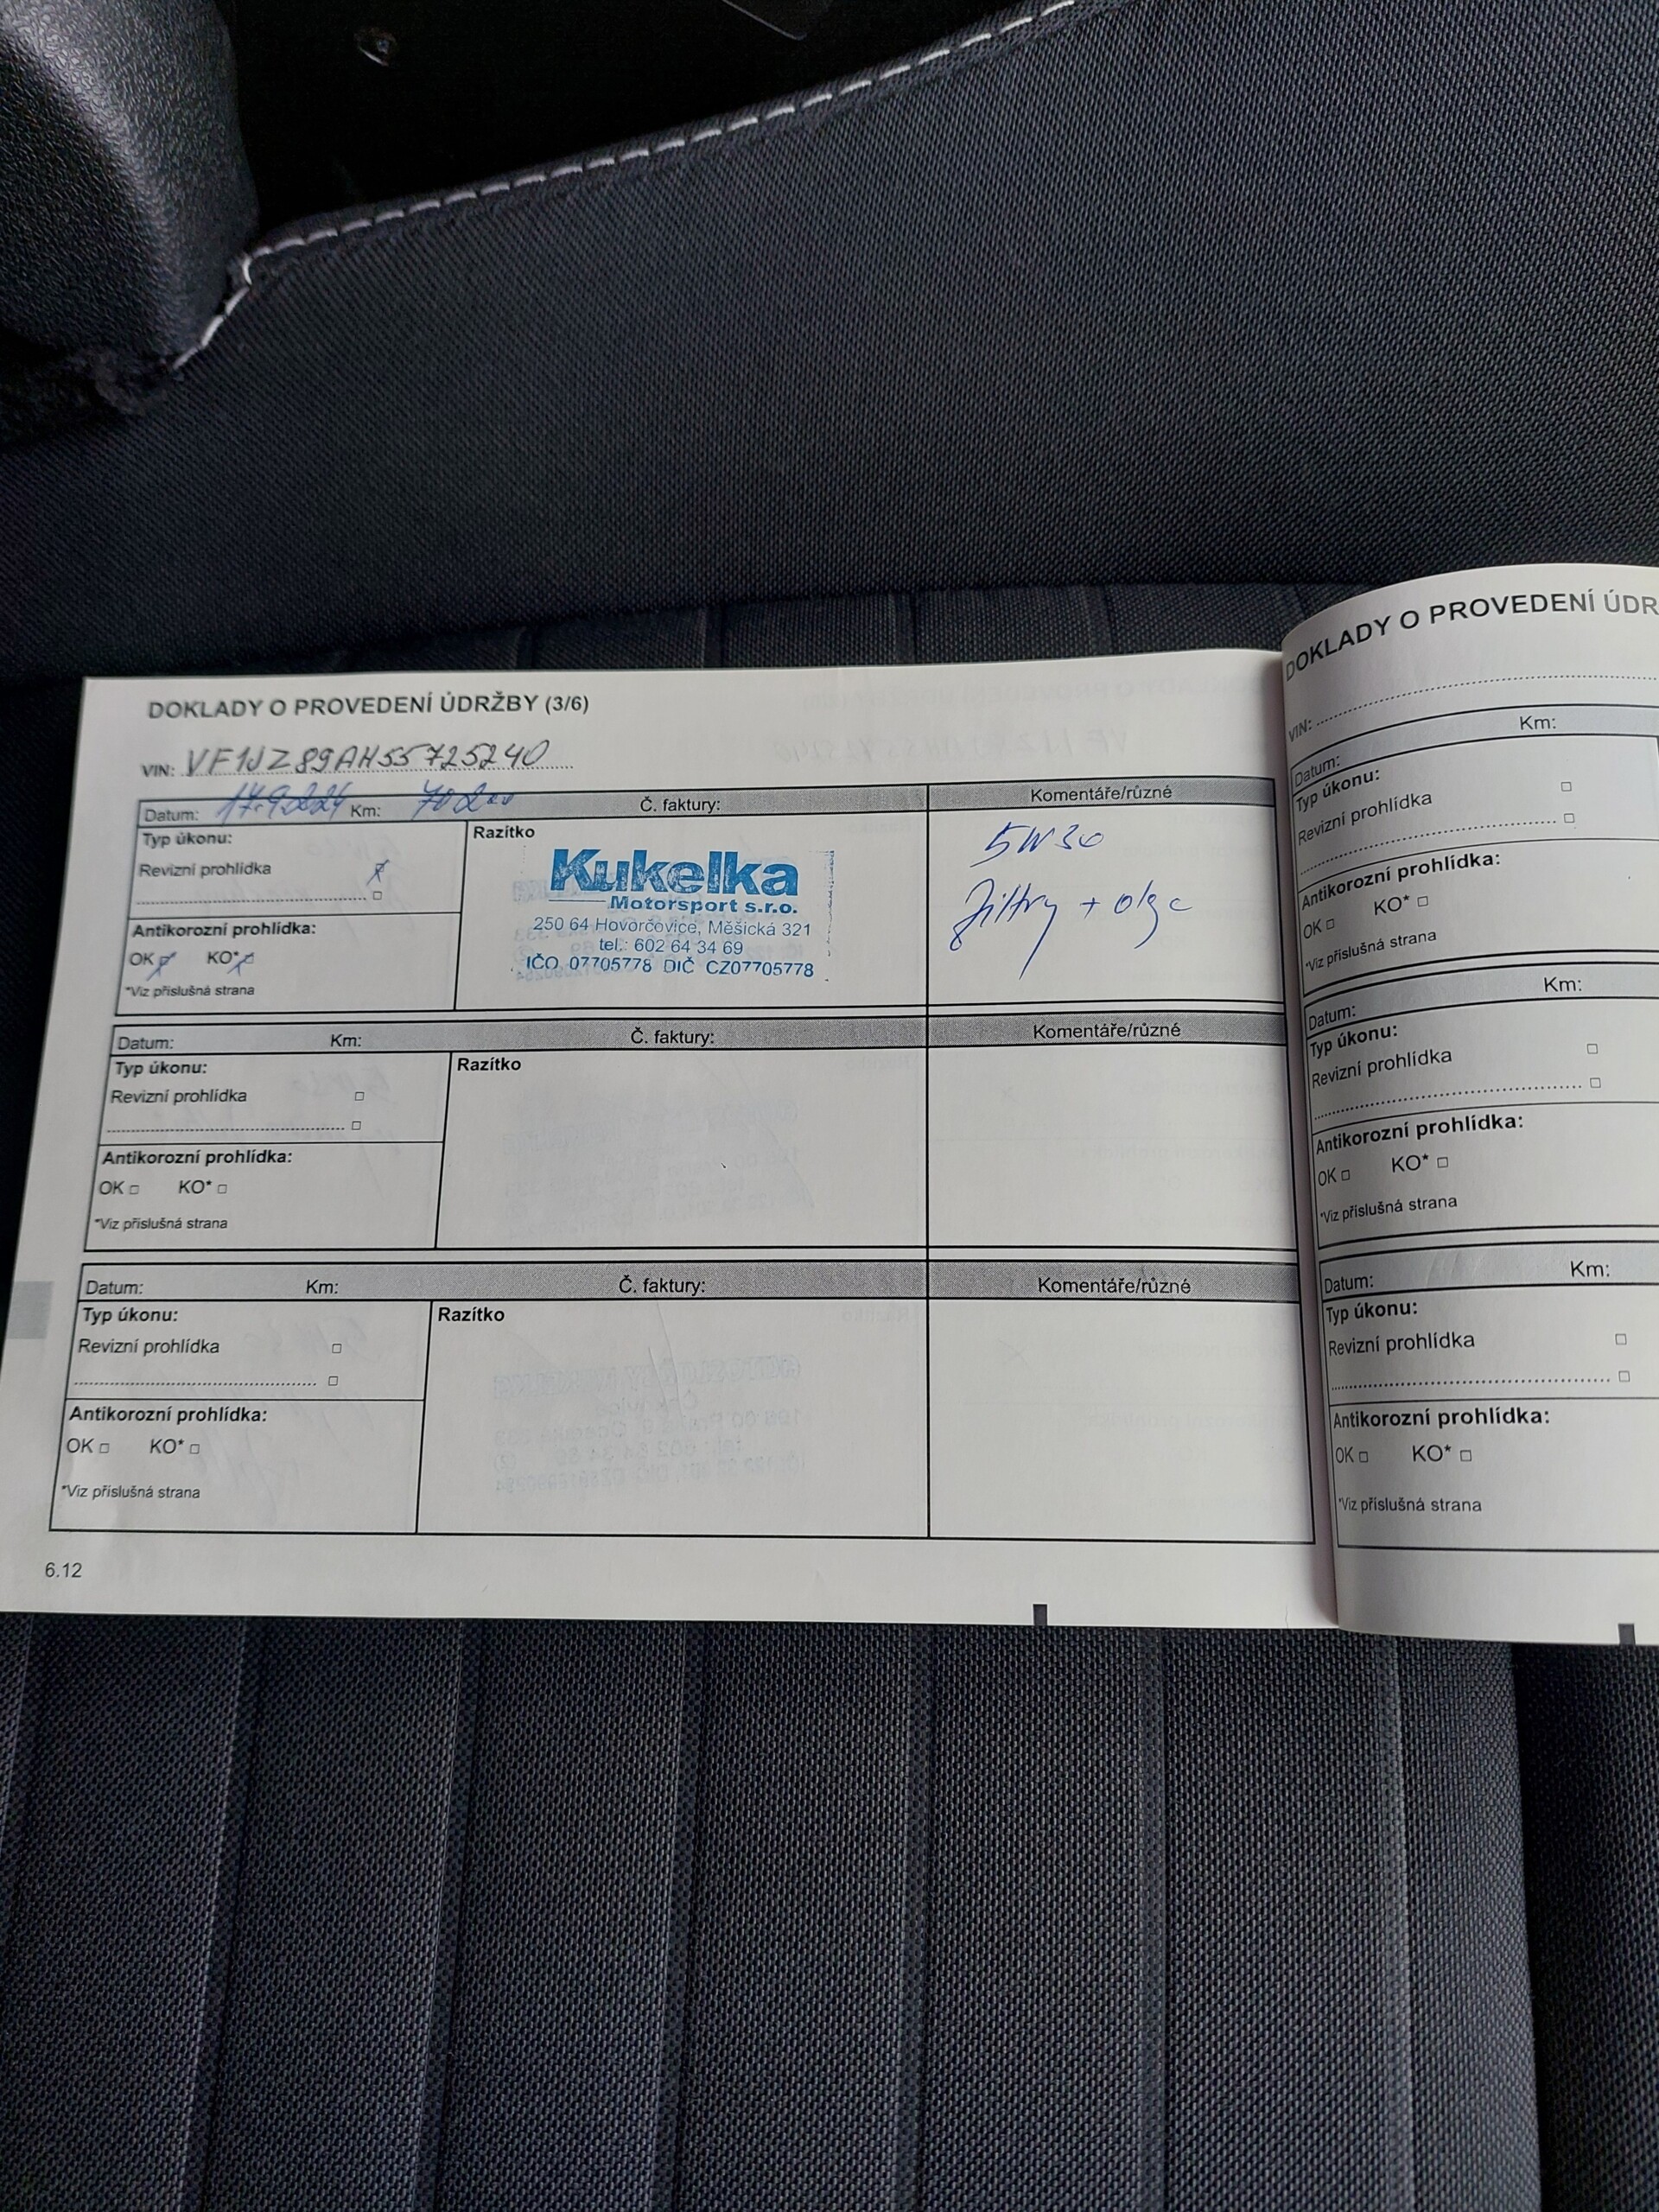 DOKLADY O PROVEDENÍ ÚDRŽBY (3/6)
VIN: VF1JZ89AH55725240
Datum: 17.9.2024 Km: 70200 Č. faktury: Komentáře/různé
Typ úkonu:
Revizní prohlídka
Antikorozní prohlídka:
OK KO*
*Viz příslušná strana
Razítko
Kukelka
Motorsport s.r.o.
250 64 Hovorčovice, Měšická 321
tel.: 602 64 34 69
IČO 07705778 DIČ CZ07705778
5W30
filtry + olej
Datum: Km: Č. faktury: Komentáře/různé
Typ úkonu:
Revizní prohlídka
Antikorozní prohlídka:
OK KO*
*Viz příslušná strana
Razítko
Datum: Km: Č. faktury: Komentáře/různé
Typ úkonu:
Revizní prohlídka
Antikorozní prohlídka:
OK KO*
*Viz příslušná strana
Razítko
6.12
DOKLADY O PROVEDENÍ ÚDR
VIN:
Datum: Km:
Typ úkonu:
Revizní prohlídka
Antikorozní prohlídka:
OK KO*
*Viz příslušná strana
Datum: Km:
Typ úkonu:
Revizní prohlídka
Antikorozní prohlídka:
OK KO*
*Viz příslušná strana
Datum: Km:
Typ úkonu:
Revizní prohlídka
Antikorozní prohlídka:
OK KO*
*Viz příslušná strana